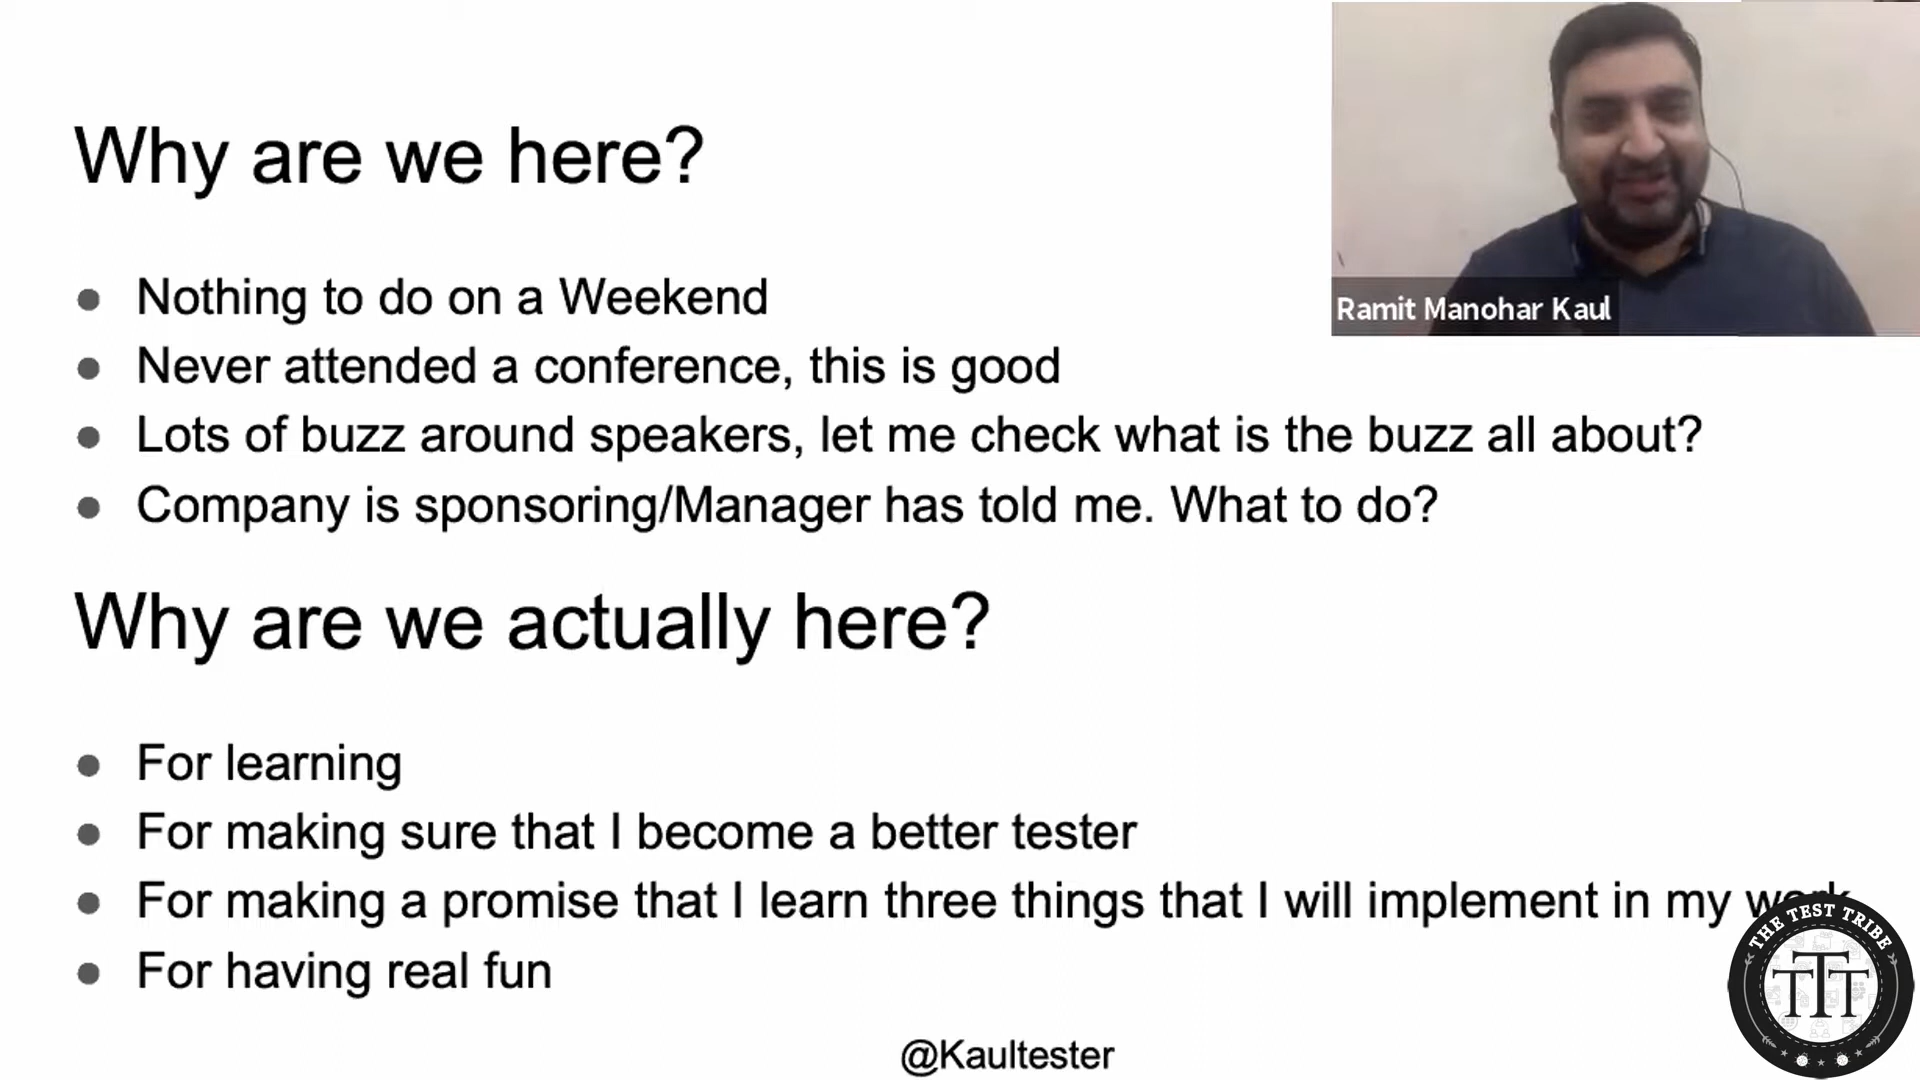 Why are we here?
Nothing to do on a Weekend
Never attended a conference, this is good
Lots of buzz around speakers, let me check what is the buzz all about?
Company is sponsoring/Manager has told me. What to do?
Ramit Manohar Kaul
Why are we actually here?
For learning
For making sure that I become a better tester
For making a promise that I learn three things that I will implement in my work
For having real fun
@Kaultester
THE TEST TRIBE
TTT